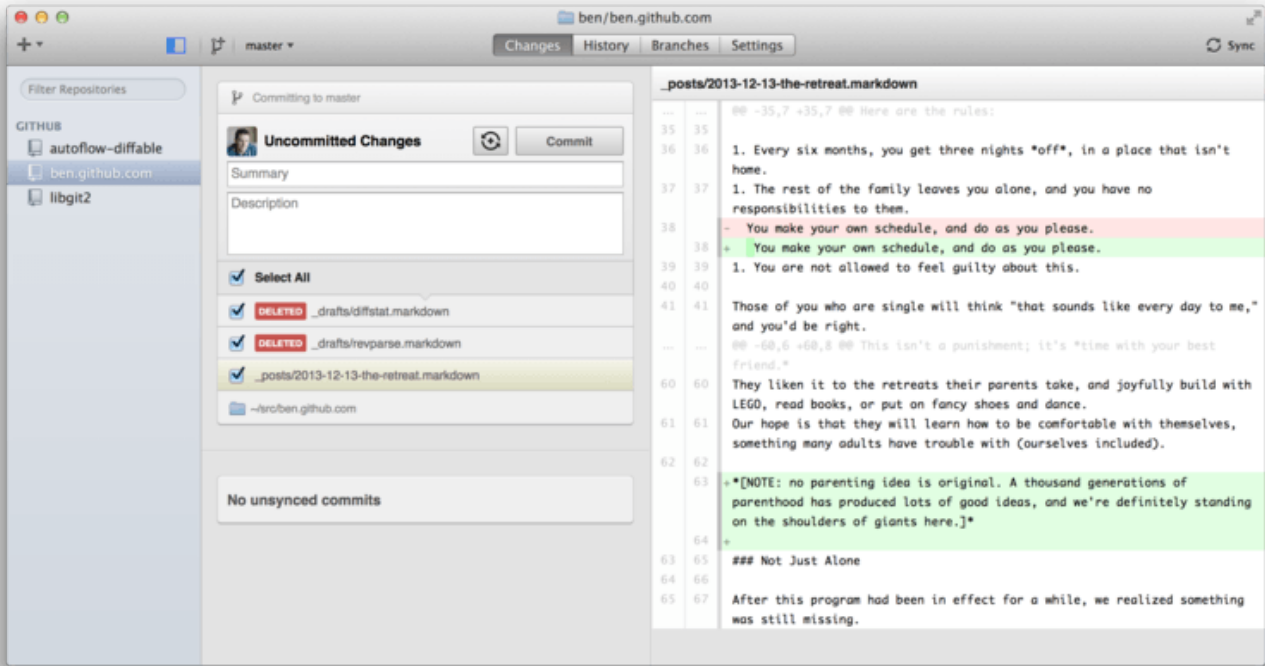 ben/ben.github.com
master
Changes
History
Branches
Settings
Sync
Filter Repositories
GITHUB
autoflow-diffable
ben.github.com
libgit2
Committing to master
Uncommitted Changes
Commit
Summary
Description
Select All
DELETED _drafts/diffstat.markdown
DELETED _drafts/revparse.markdown
_posts/2013-12-13-the-retreat.markdown
~/src/ben.github.com
No unsynced commits
_posts/2013-12-13-the-retreat.markdown
... ... @@ -35,7 +35,7 @@ Here are the rules:
35 35
36 36 1. Every six months, you get three nights *off*, in a place that isn't
home.
37 37 1. The rest of the family leaves you alone, and you have no
responsibilities to them.
38 - You make your own schedule, and do as you please.
38 + You make your own schedule, and do as you please.
39 39 1. You are not allowed to feel guilty about this.
40 40
41 41 Those of you who are single will think "that sounds like every day to me,"
and you'd be right.
... ... @@ -60,6 +60,8 @@ This isn't a punishment; it's *time with your best
friend.*
60 60 They liken it to the retreats their parents take, and joyfully build with
LEGO, read books, or put on fancy shoes and dance.
61 61 Our hope is that they will learn how to be comfortable with themselves,
something many adults have trouble with (ourselves included).
62 62
63 +*[NOTE: no parenting idea is original. A thousand generations of
parenthood has produced lots of good ideas, and we're definitely standing
on the shoulders of giants here.]*
64 +
63 65 ### Not Just Alone
64 66
65 67 After this program had been in effect for a while, we realized something
was still missing.